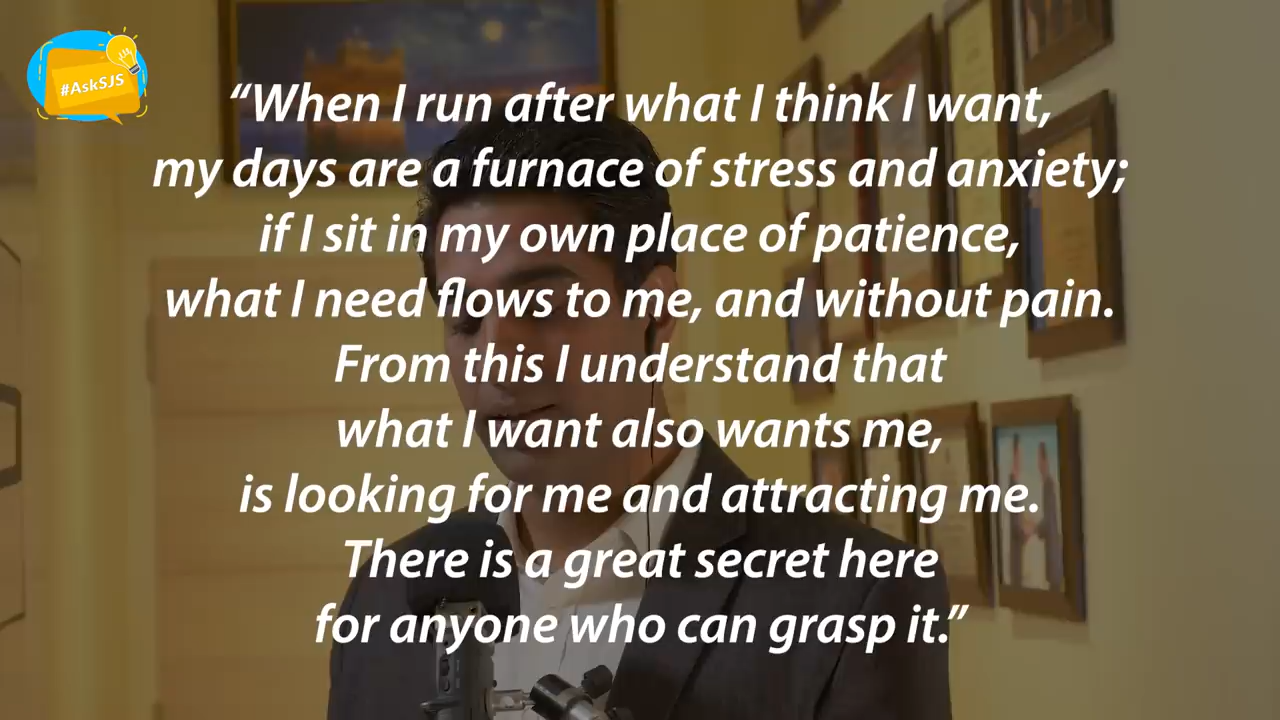 #AskSJS
“When I run after what I think I want,
my days are a furnace of stress and anxiety;
if I sit in my own place of patience,
what I need flows to me, and without pain.
From this I understand that
what I want also wants me,
is looking for me and attracting me.
There is a great secret here
for anyone who can grasp it.”